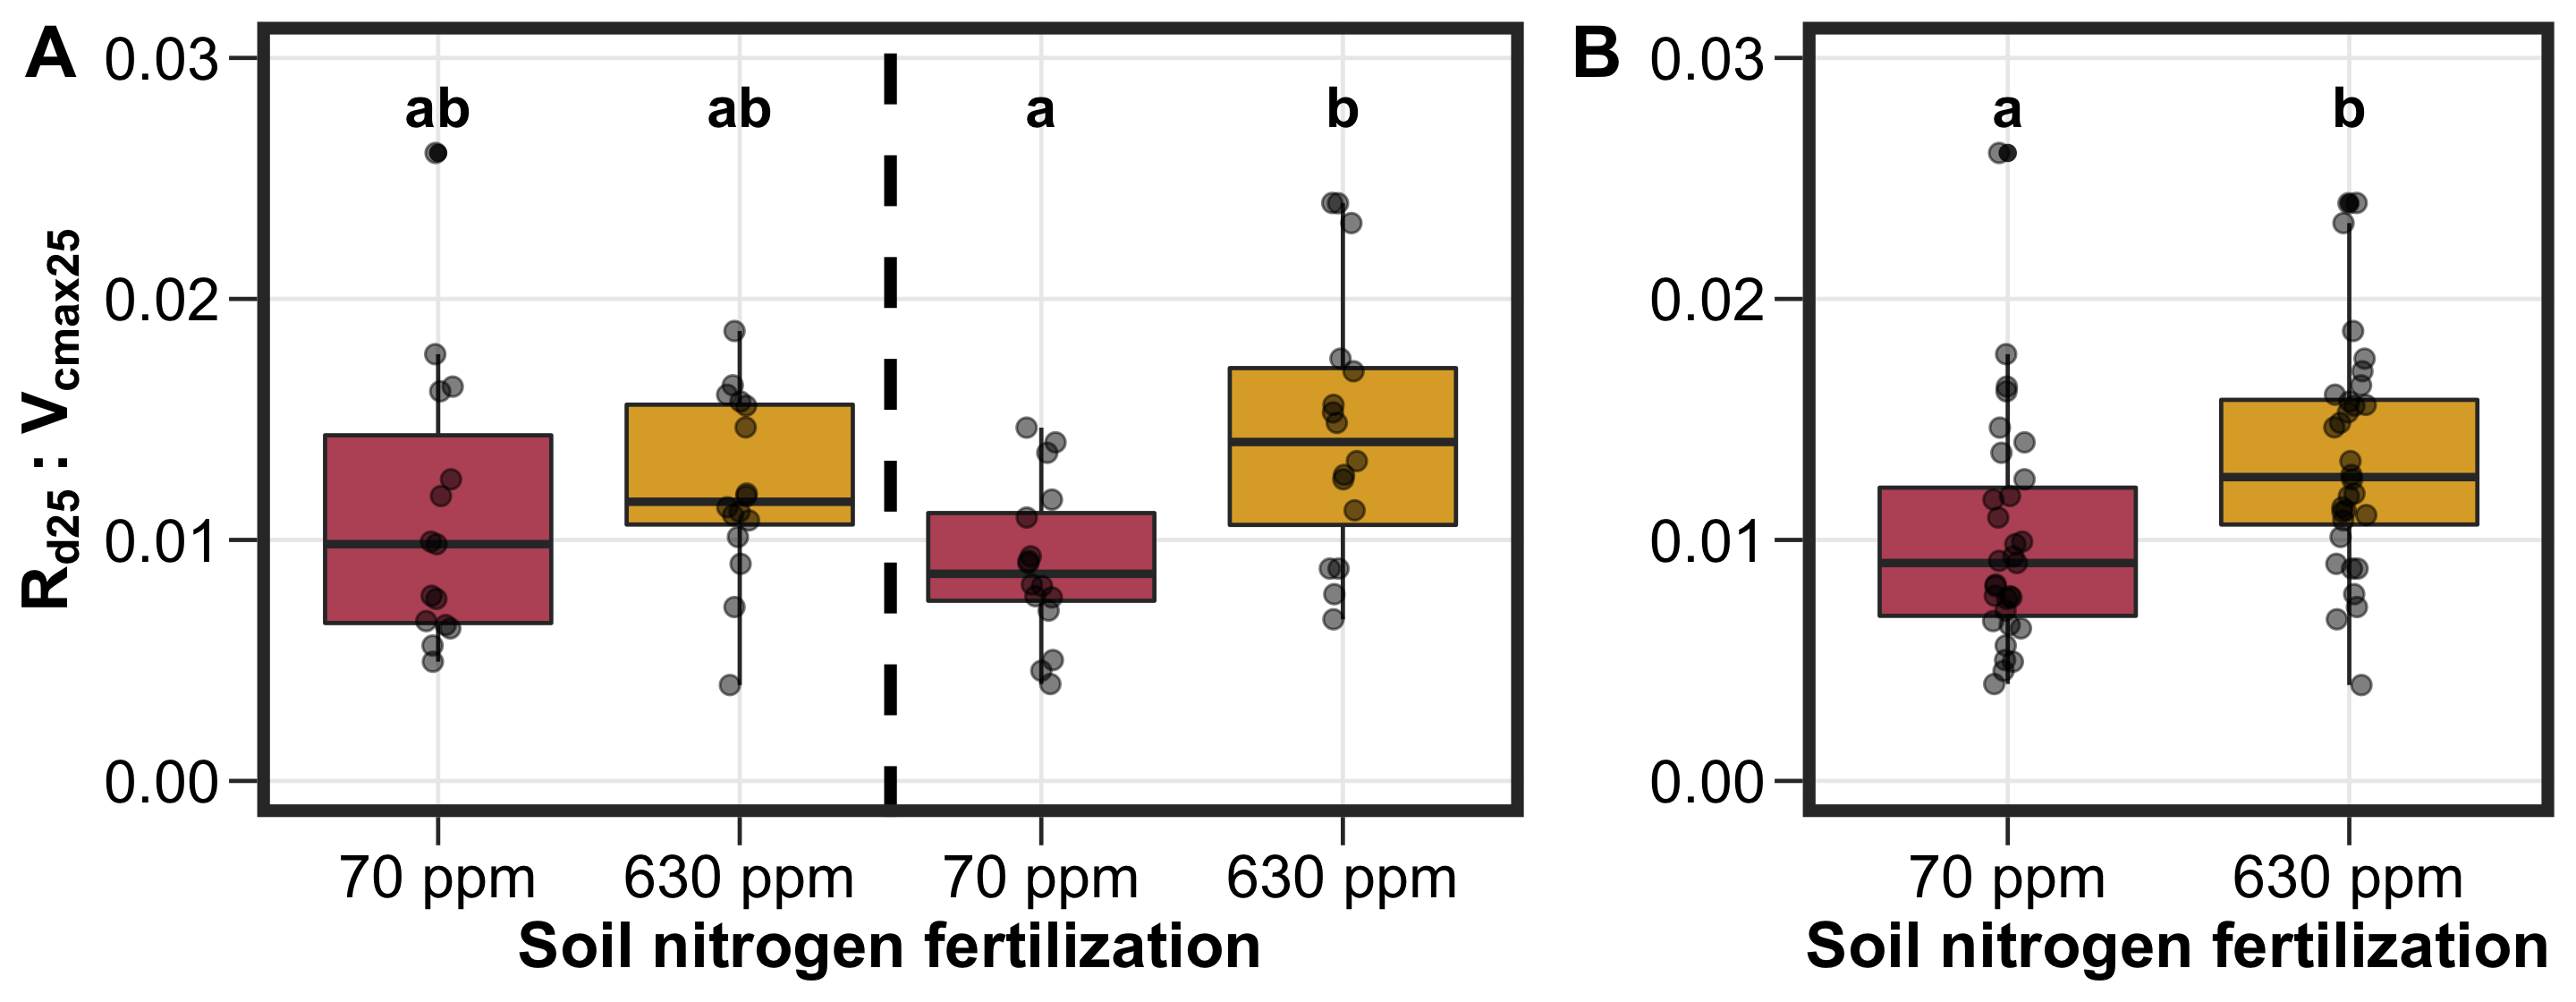 A
0.03
0.02
0.01
0.00
Rd25 : Vcmax25
ab ab a b
70 ppm 630 ppm 70 ppm 630 ppm
Soil nitrogen fertilization
B
0.03
0.02
0.01
0.00
a b
70 ppm 630 ppm
Soil nitrogen fertilization